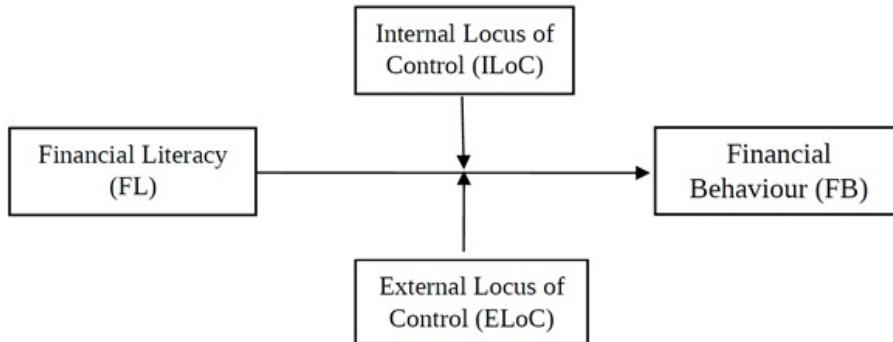 Internal Locus of
Control (ILoC)
Financial Literacy
(FL)
Financial
Behaviour (FB)
External Locus of
Control (ELoC)